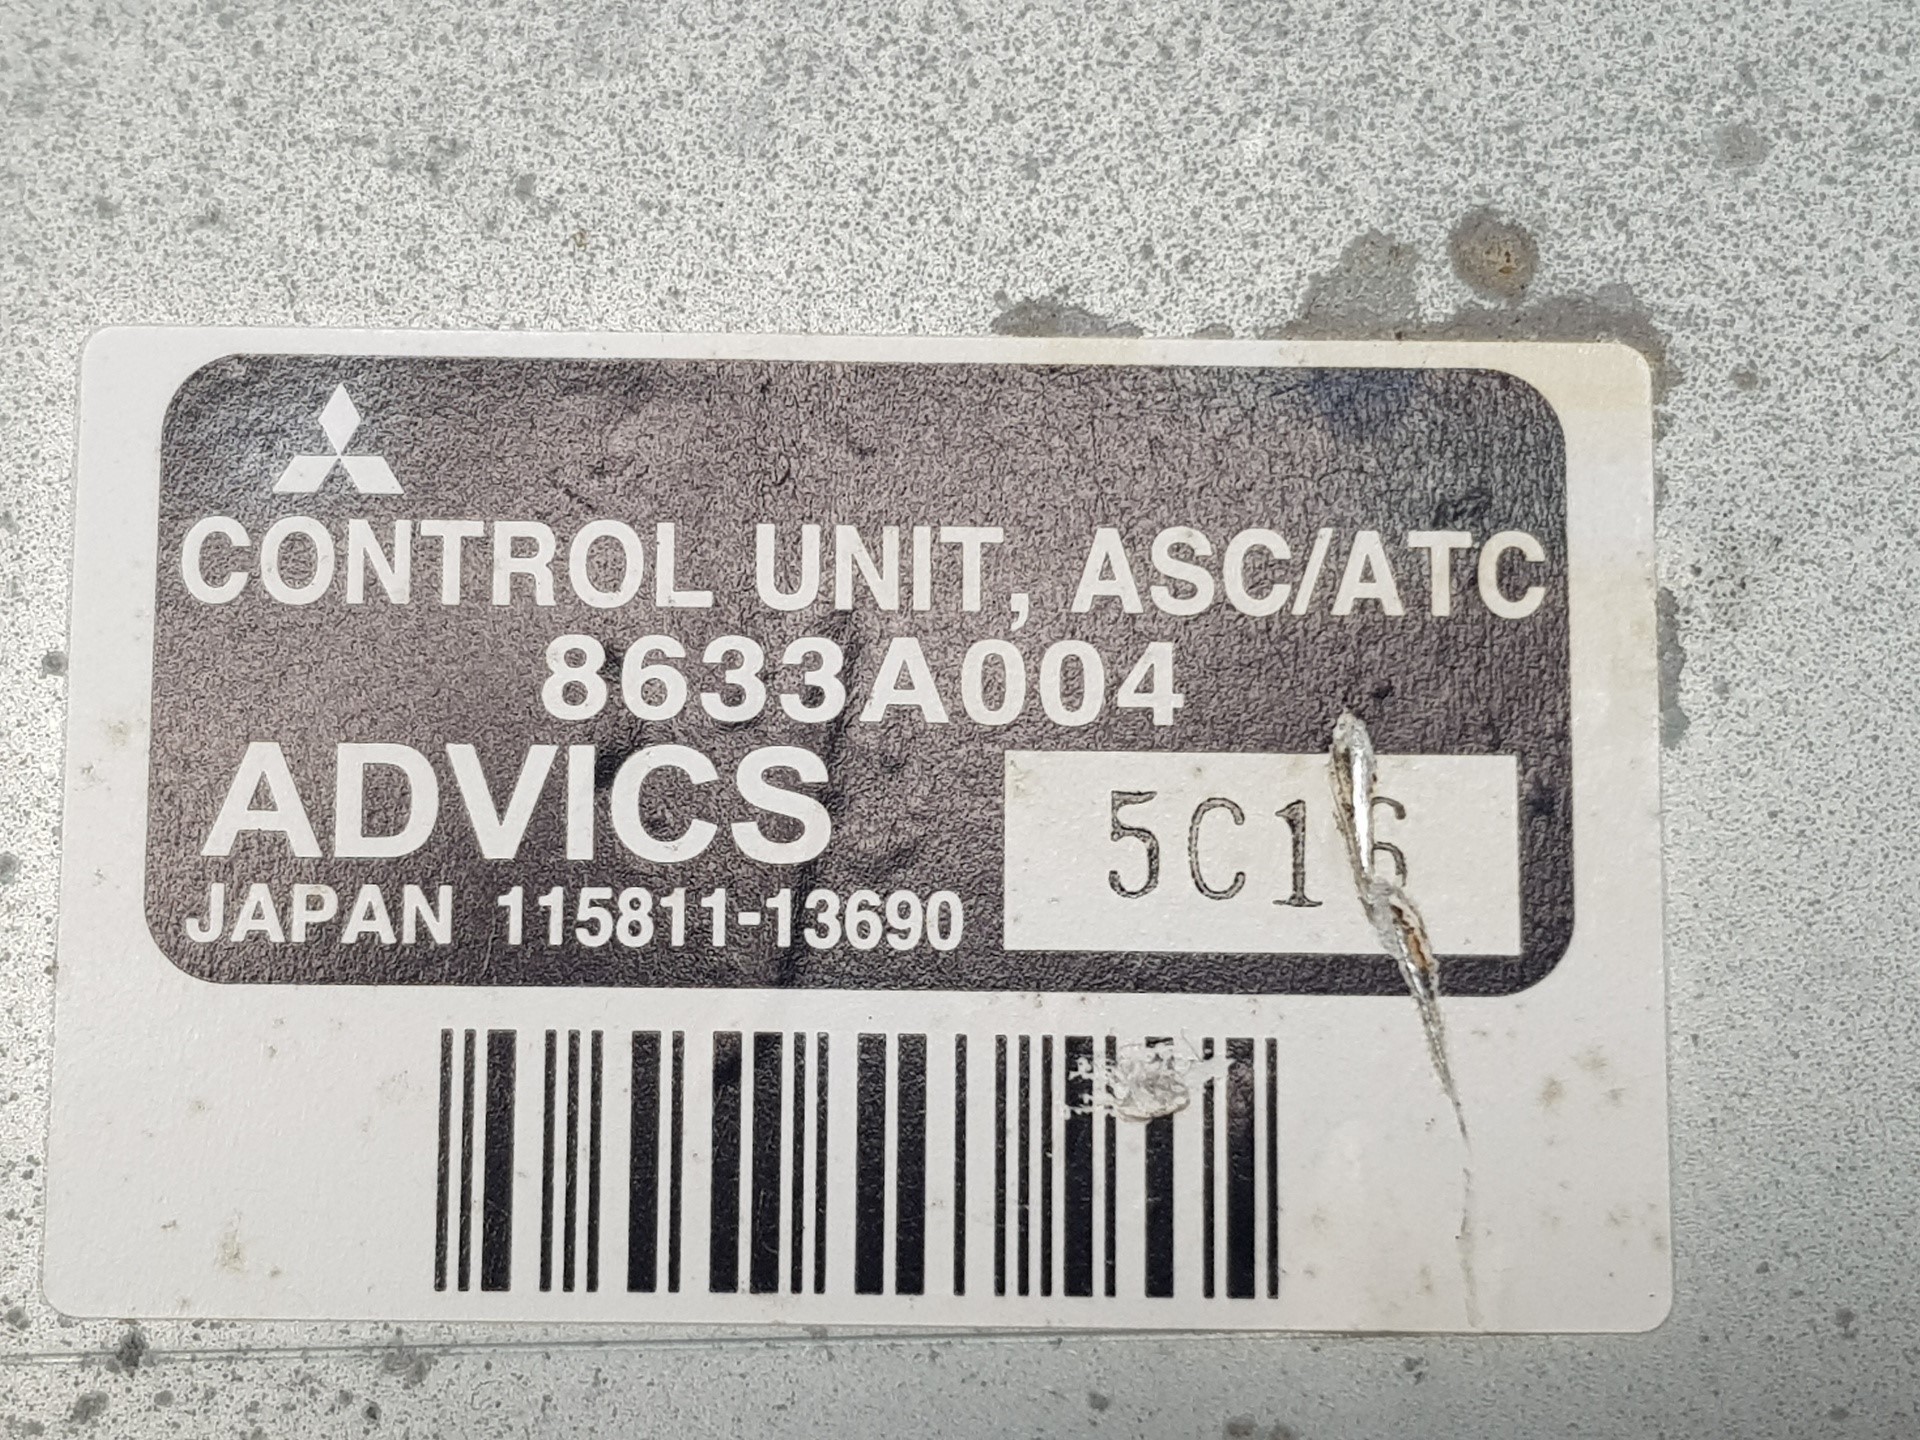 CONTROL UNIT, ASC/ATC
8633A004
ADVICS
5C16
JAPAN 115811-13690